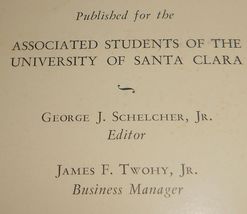 Published for the
ASSOCIATED STUDENTS OF THE
UNIVERSITY OF SANTA CLARA
GEORGE J. SCHELCHER, JR.
Editor
JAMES F. TWOHY, JR.
Business Manager